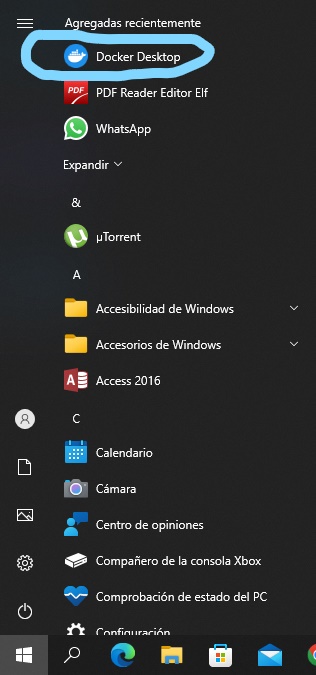 Agregadas recientemente
Docker Desktop
PDF
PDF Reader Editor Elf
WhatsApp
Expandir
&
µ
µTorrent
A
Accesibilidad de Windows
Accesorios de Windows
A
Access 2016
C
Calendario
Cámara
Centro de opiniones
Compañero de la consola Xbox
Comprobación de estado del PC
Configuración